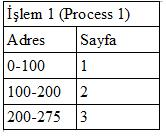 İşlem 1 (Process 1)
Adres Sayfa
0-100 1
100-200 2
200-275 3